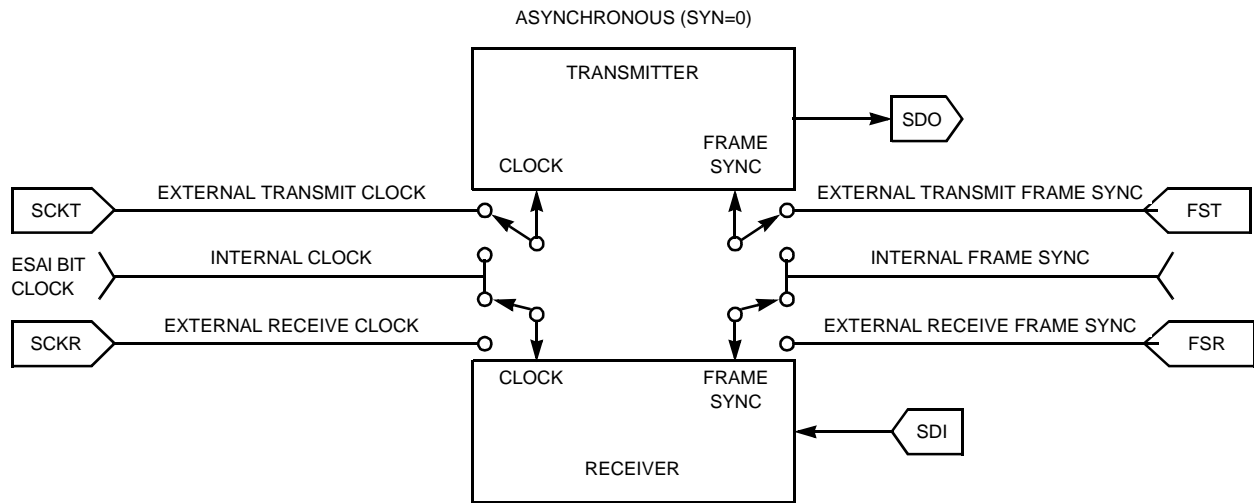 ASYNCHRONOUS (SYN=0)
TRANSMITTER
SDO
CLOCK
FRAME
SYNC
SCKT
EXTERNAL TRANSMIT CLOCK
EXTERNAL TRANSMIT FRAME SYNC
FST
ESAI BIT
CLOCK
INTERNAL CLOCK
INTERNAL FRAME SYNC
SCKR
EXTERNAL RECEIVE CLOCK
EXTERNAL RECEIVE FRAME SYNC
FSR
CLOCK
FRAME
SYNC
SDI
RECEIVER